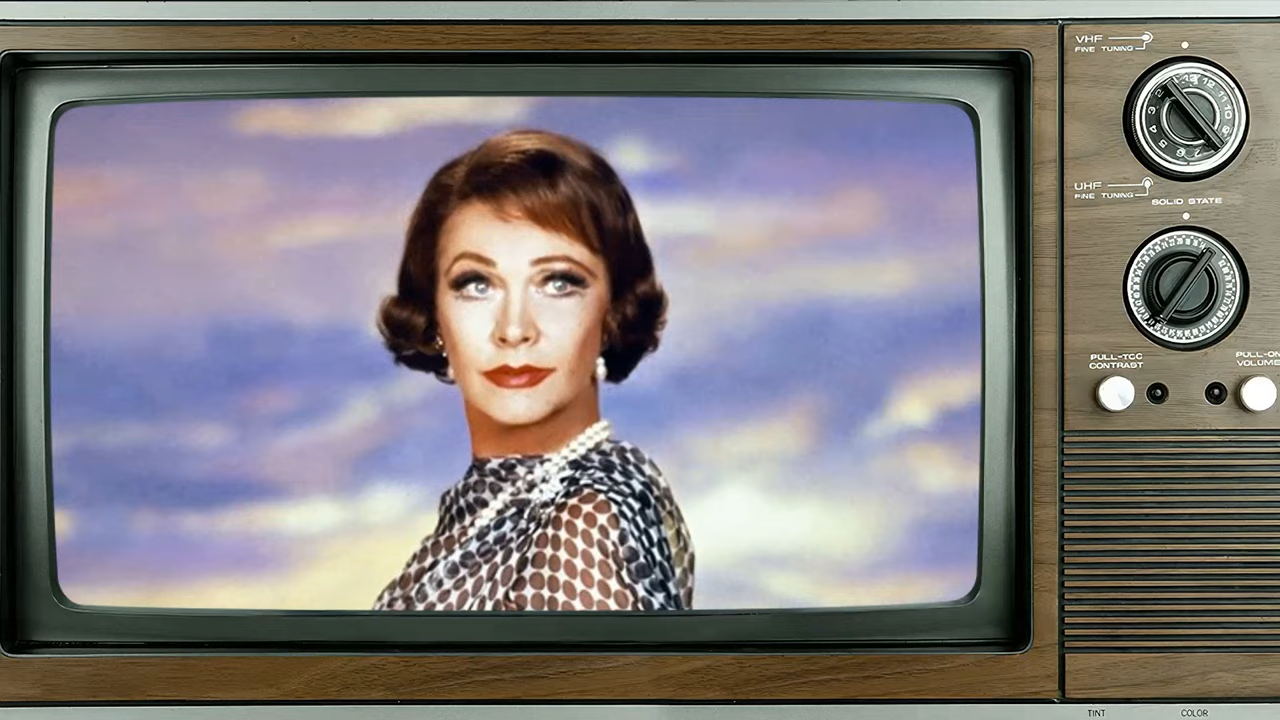 VHF
FINE TUNING
UHF
FINE TUNING
SOLID STATE
PULL-TCC
CONTRAST
PULL-ON
VOLUME
TINT
COLOR